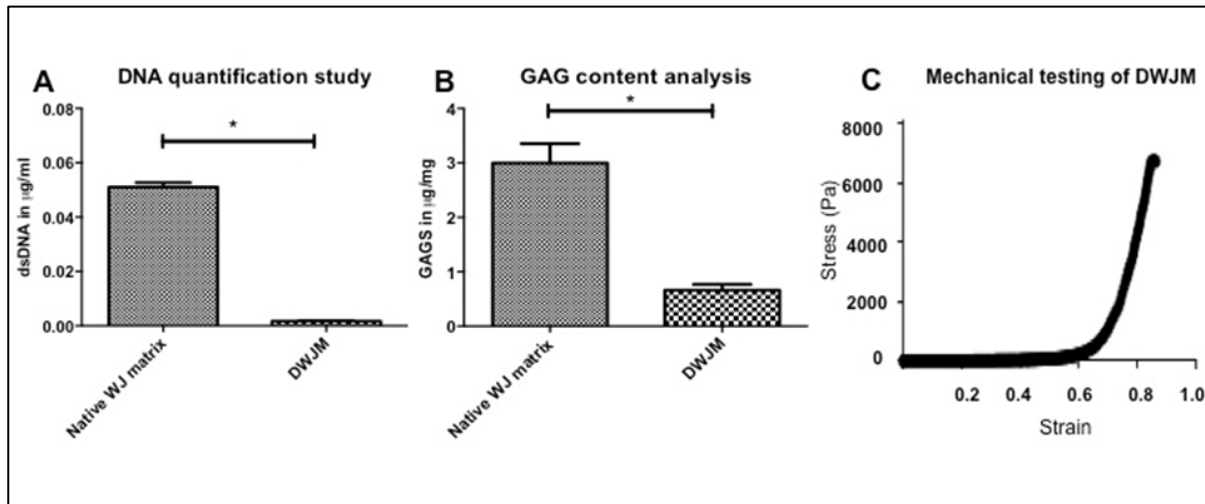 A
DNA quantification study
dsDNA in µg/ml
0.08
0.06
0.04
0.02
0.00
*
Native WJ matrix
DWJM
B
GAG content analysis
GAGS in µg/mg
4
3
2
1
0
*
Native WJ matrix
DWJM
C
Mechanical testing of DWJM
Stress (Pa)
8000
6000
4000
2000
0
0.2 0.4 0.6 0.8 1.0
Strain